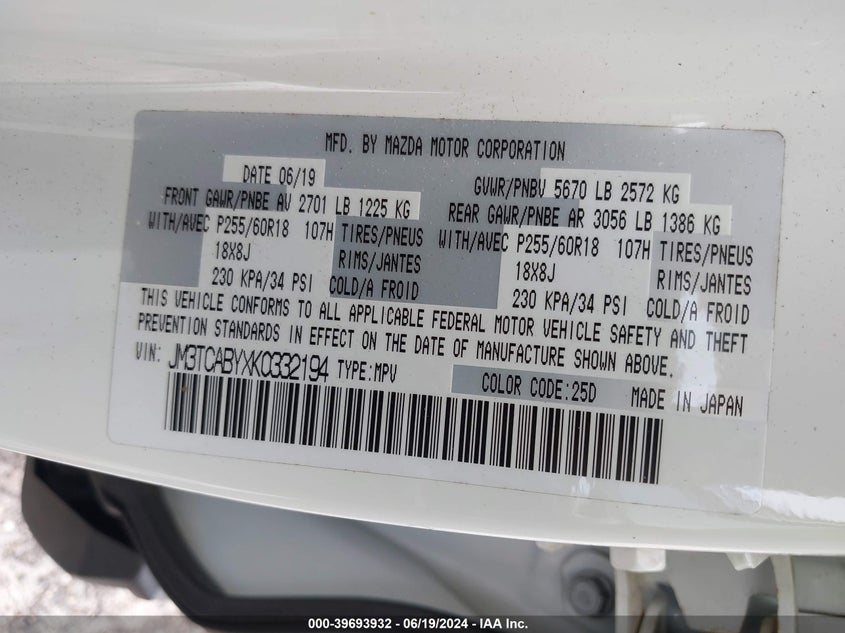 MFD. BY MAZDA MOTOR CORPORATION
DATE 06/19 GVWR/PNBV 5670 LB 2572 KG
FRONT GAWR/PNBE AV 2701 LB 1225 KG REAR GAWR/PNBE AR 3056 LB 1386 KG
WITH/AVEC P255/60R18 107H TIRES/PNEUS WITH/AVEC P255/60R18 107H TIRES/PNEUS
18X8J RIMS/JANTES 18X8J RIMS/JANTES
230 KPA/34 PSI COLD/A FROID 230 KPA/34 PSI COLD/A FROID
THIS VEHICLE CONFORMS TO ALL APPLICABLE FEDERAL MOTOR VEHICLE SAFETY AND THEFT
PREVENTION STANDARDS IN EFFECT ON THE DATE OF MANUFACTURE SHOWN ABOVE.
VIN: JM3TCABYXK0332194 TYPE:MPV COLOR CODE:25D MADE IN JAPAN
000-39693932 - 06/19/2024 - IAA Inc.